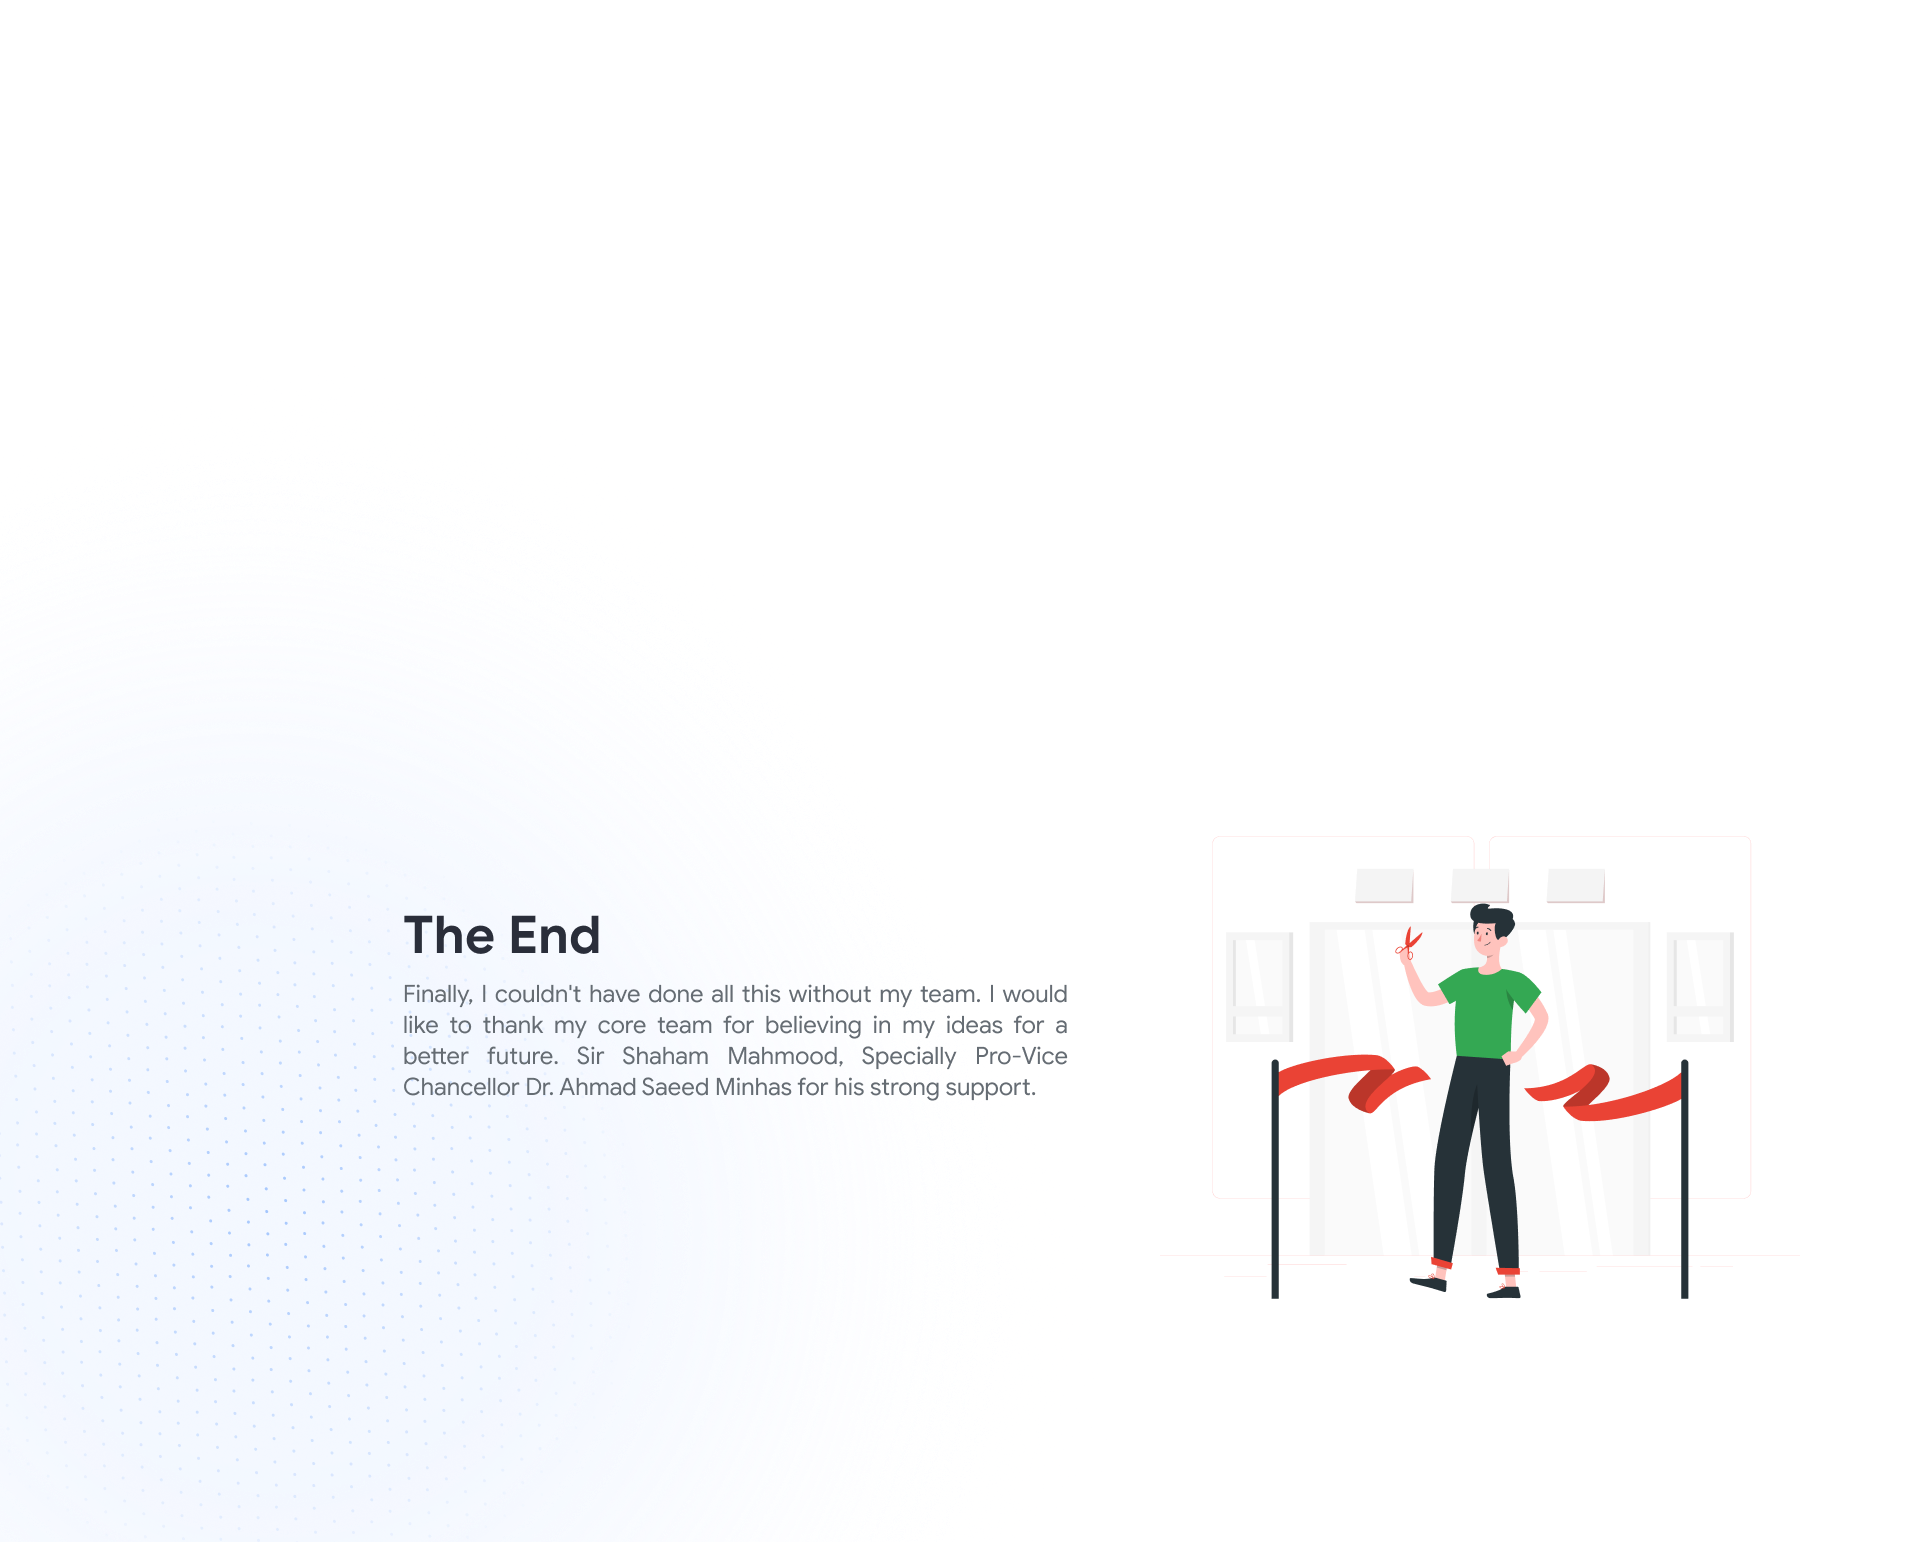 The End
Finally, I couldn't have done all this without my team. I would
like to thank my core team for believing in my ideas for a
better future. Sir Shaham Mahmood, Specially Pro-Vice
Chancellor Dr. Ahmad Saeed Minhas for his strong support.